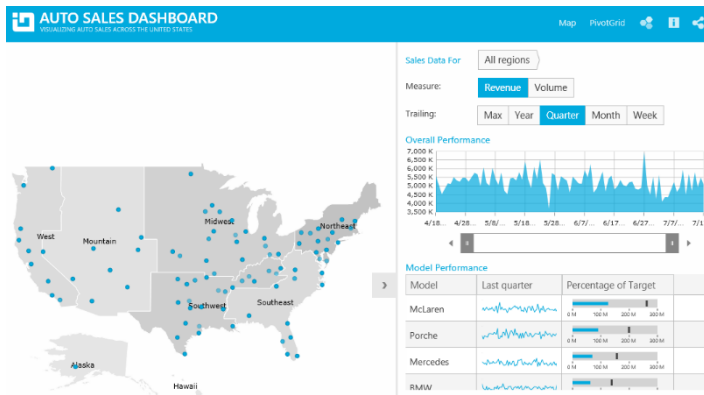 AUTO SALES DASHBOARD
VISUALIZING AUTO SALES ACROSS THE UNITED STATES
Map PivotGrid
Sales Data For All regions
Measure: Revenue Volume
Trailing: Max Year Quarter Month Week
Overall Performance
7,000 K
6,500 K
6,000 K
5,500 K
5,000 K
4,500 K
4,000 K
3,500 K
4/18... 4/28... 5/8/... 5/18... 5/28... 6/7/... 6/17... 6/27... 7/7/... 7/1
West
Mountain
Midwest
Northeast
Southwest
Southeast
Alaska
Hawaii
Model Performance
Model Last quarter Percentage of Target
McLaren
0 M 100 M 200 M 300 M
Porche
0 M 100 M 200 M 300 M
Mercedes
0 M 100 M 200 M 300 M
BMW